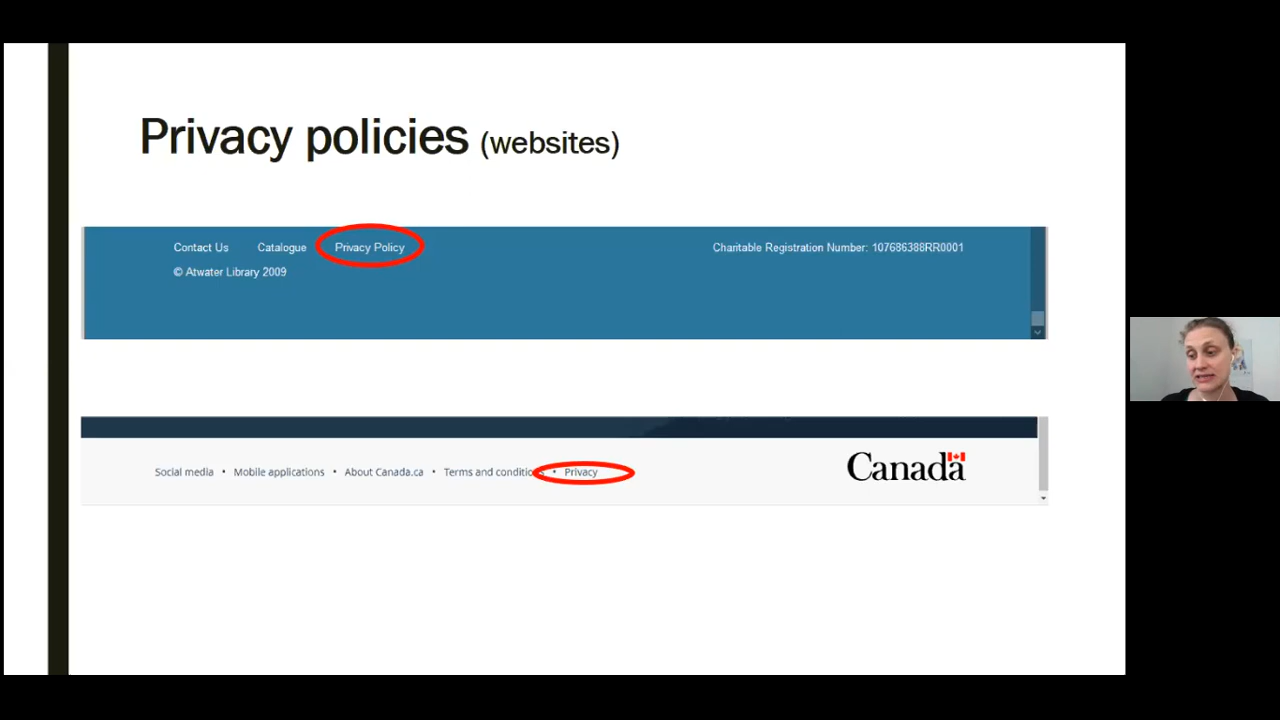 Privacy policies (websites)
Contact Us Catalogue Privacy Policy Charitable Registration Number: 107686388RR0001
© Atwater Library 2009
Social media • Mobile applications • About Canada.ca • Terms and conditions • Privacy Canada